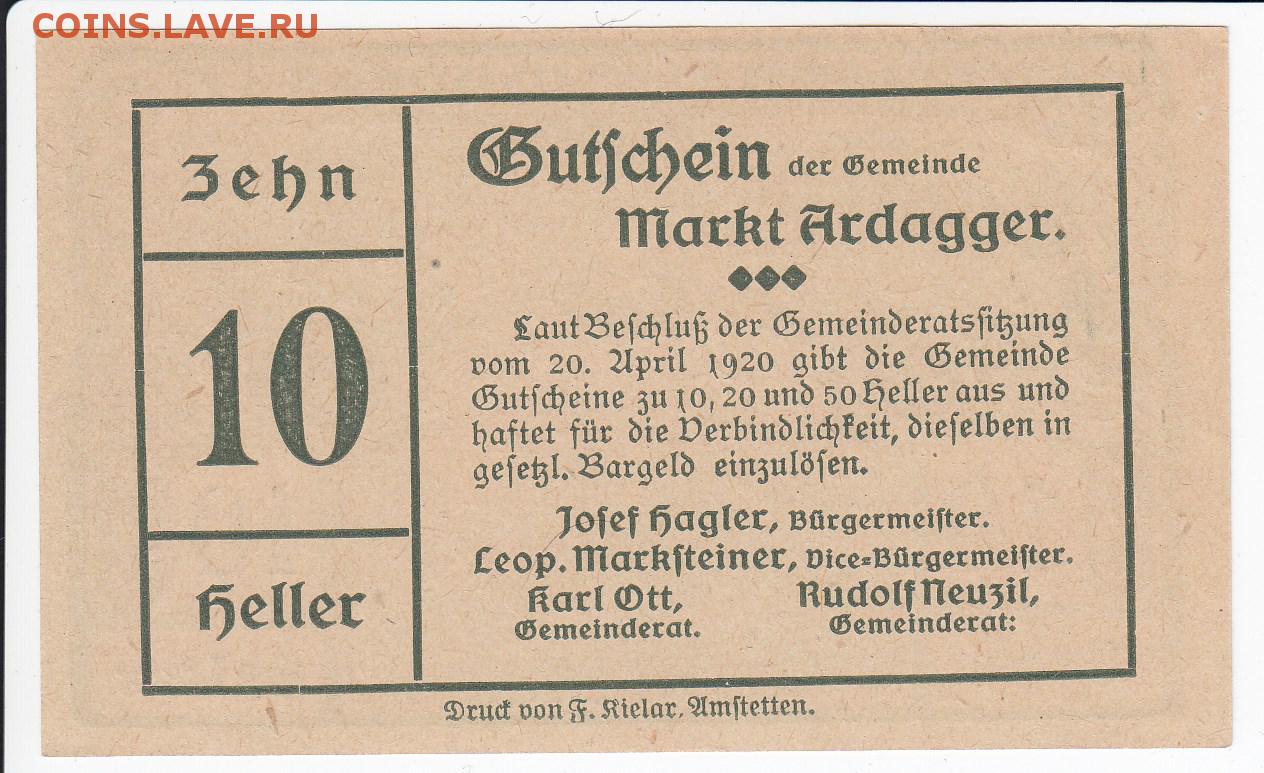 COINS.LAVE.RU
Zehn
10
Heller
Gutschein der Gemeinde
Markt Ardagger.
Laut Beschluß der Gemeinderatssitzung
vom 20. April 1920 gibt die Gemeinde
Gutscheine zu 10, 20 und 50 Heller aus und
haftet für die Verbindlichkeit, dieselben in
gesetzl. Bargeld einzulösen.
Josef Hagler, Bürgermeister.
Leop. Marksteiner, Vice-Bürgermeister.
Karl Ott, Rudolf Neuzil,
Gemeinderat. Gemeinderat:
Druck von F. Kielar, Amstetten.